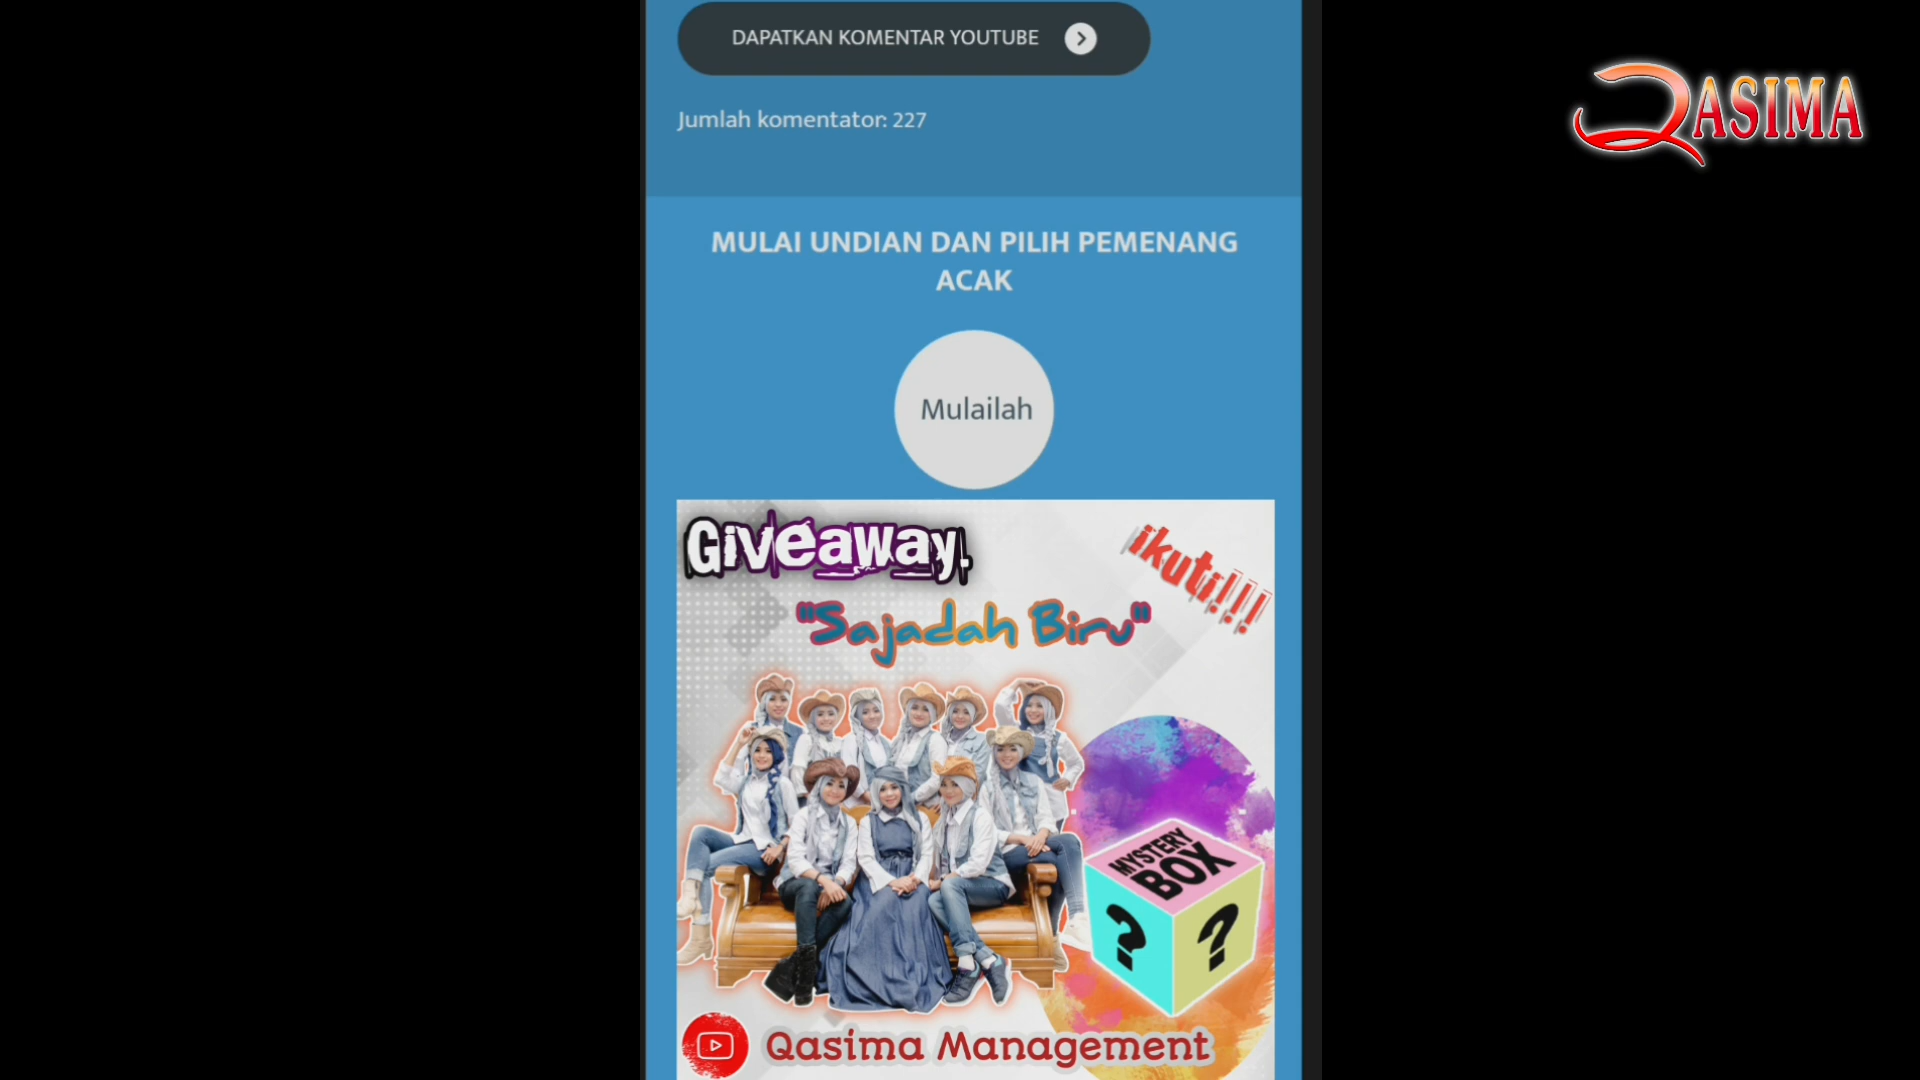 DAPATKAN KOMENTAR YOUTUBE
QASIMA
Jumlah komentator: 227
MULAI UNDIAN DAN PILIH PEMENANG
ACAK
Mulailah
Giveaway.
ikuti!!!
"Sajadah Biru"
MYSTERY
BOX
? ?
Qasima Management